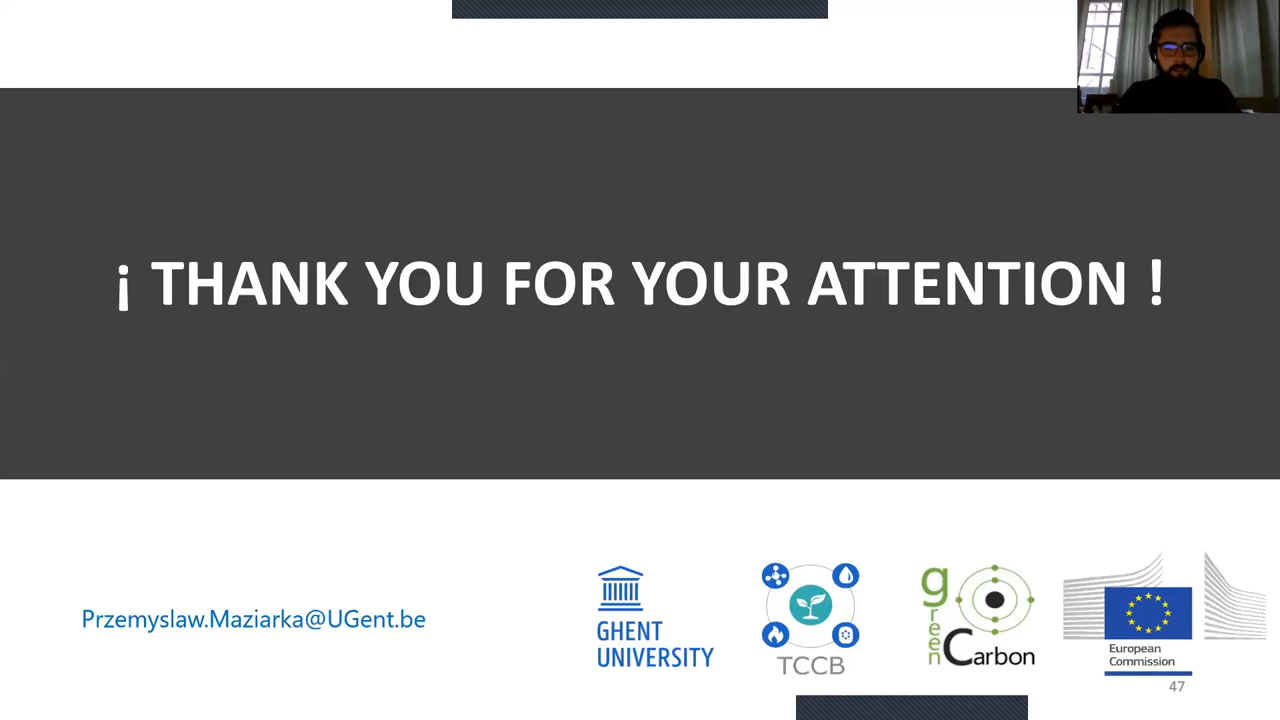 ¡ THANK YOU FOR YOUR ATTENTION !
Przemyslaw.Maziarka@UGent.be
GHENT
UNIVERSITY
TCCB
green
Carbon
European
Commission
47